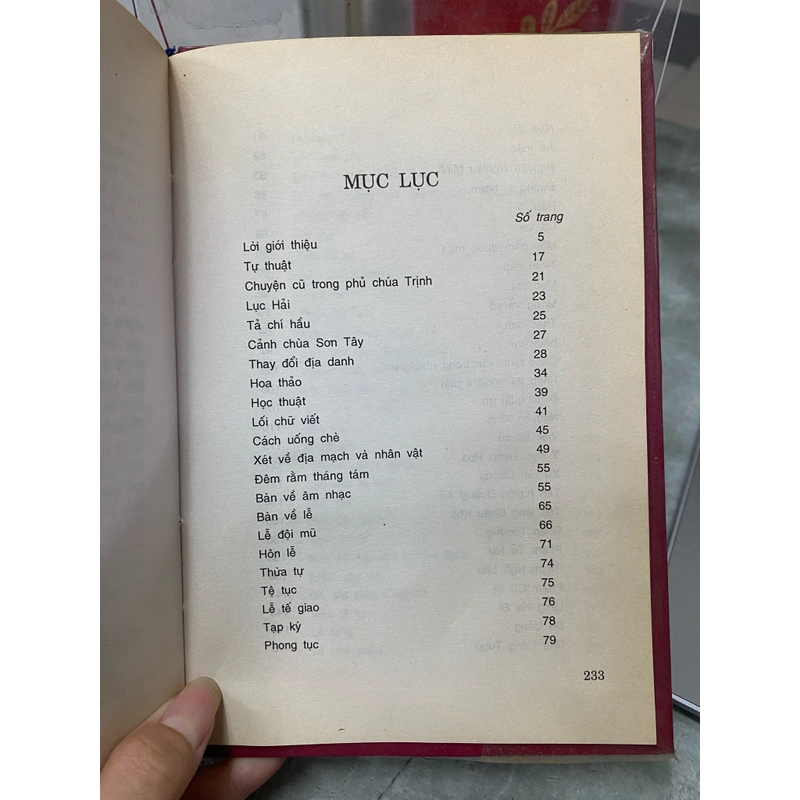 MỤC LỤC
Số trang
Lời giới thiệu 5
Tự thuật 17
Chuyện cũ trong phủ chúa Trịnh 21
Lục Hải 23
Tả chí hầu 25
Cảnh chùa Sơn Tây 27
Thay đổi địa danh 28
Hoa thảo 34
Học thuật 39
Lối chữ viết 41
Cách uống chè 45
Xét về địa mạch và nhân vật 49
Đêm rằm tháng tám 55
Bàn về âm nhạc 55
Bàn về lễ 65
Lễ đội mũ 66
Hôn lễ 71
Thừa tự 74
Tệ tục 75
Lễ tế giao 76
Tạp ký 78
Phong tục 79
233